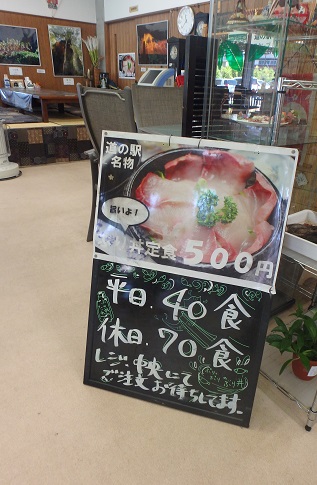 道の駅
名物
旨いよ!
丼定食500円
平日.40食
休日.70食
レジ、中央にて
ご注文お待ちしてます。